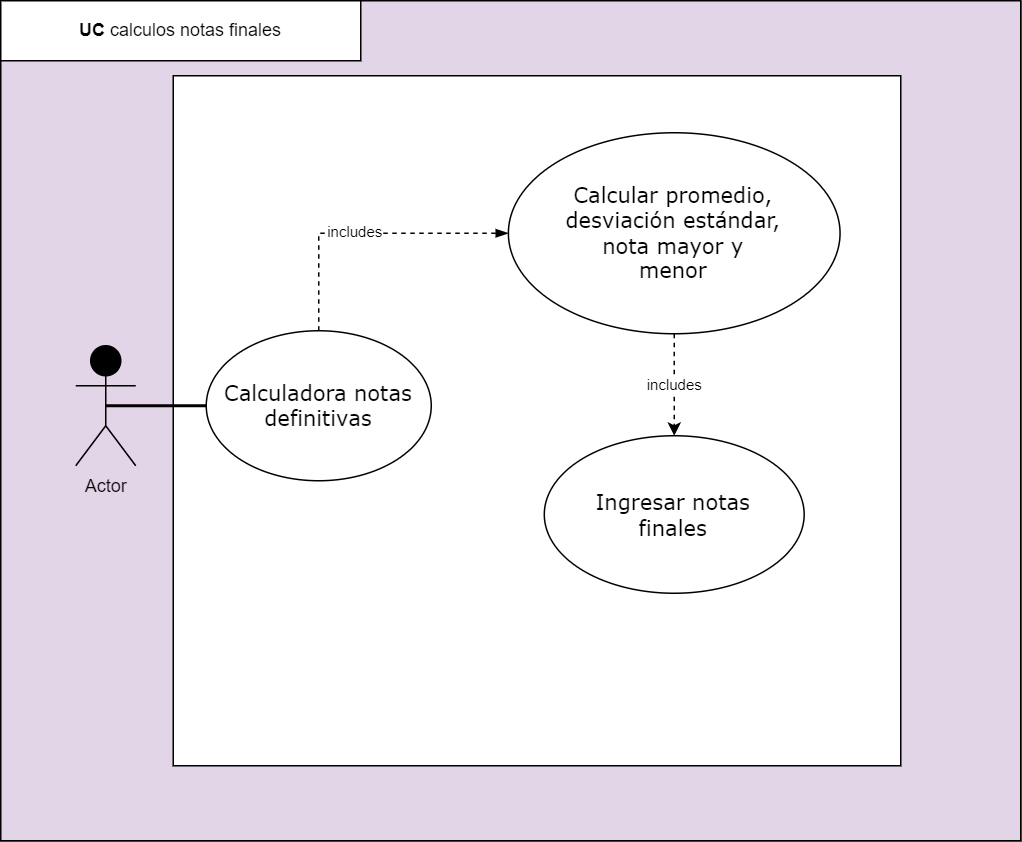 UC calculos notas finales
Calcular promedio,
desviación estándar,
nota mayor y
menor
includes
includes
Calculadora notas
definitivas
Actor
Ingresar notas
finales